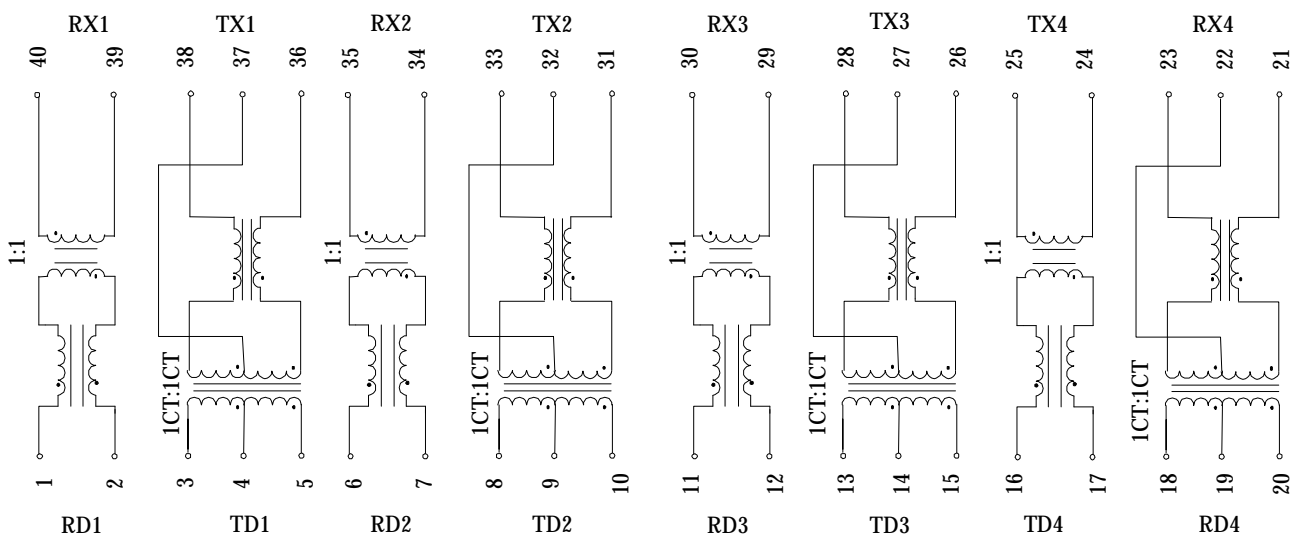 RX1 TX1 RX2 TX2 RX3 TX3 TX4 RX4
40 39 38 37 36 35 34 33 32 31 30 29 28 27 26 25 24 23 22 21
1:1 1:1 1:1 1:1
1CT:1CT 1CT:1CT 1CT:1CT 1CT:1CT
1 2 3 4 5 6 7 8 9 10 11 12 13 14 15 16 17 18 19 20
RD1 TD1 RD2 TD2 RD3 TD3 TD4 RD4